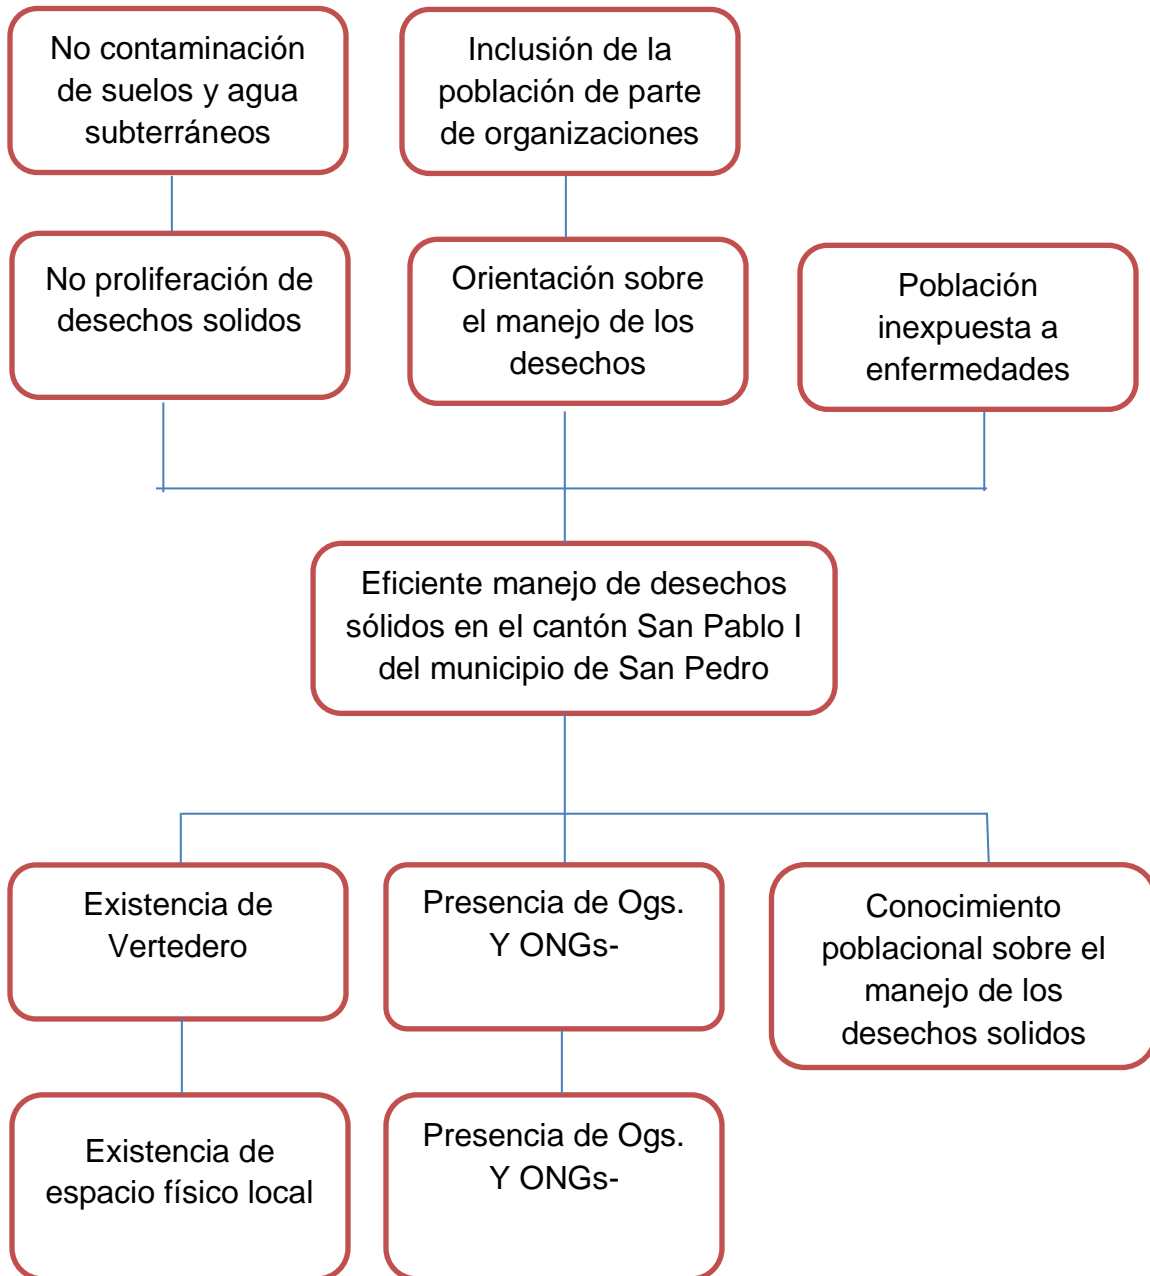 No contaminación
de suelos y agua
subterráneos
Inclusión de la
población de parte
de organizaciones
No proliferación de
desechos solidos
Orientación sobre
el manejo de los
desechos
Población
inexpuesta a
enfermedades
Eficiente manejo de desechos
sólidos en el cantón San Pablo I
del municipio de San Pedro
Existencia de
Vertedero
Presencia de Ogs.
Y ONGs-
Conocimiento
poblacional sobre el
manejo de los
desechos solidos
Existencia de
espacio físico local
Presencia de Ogs.
Y ONGs-